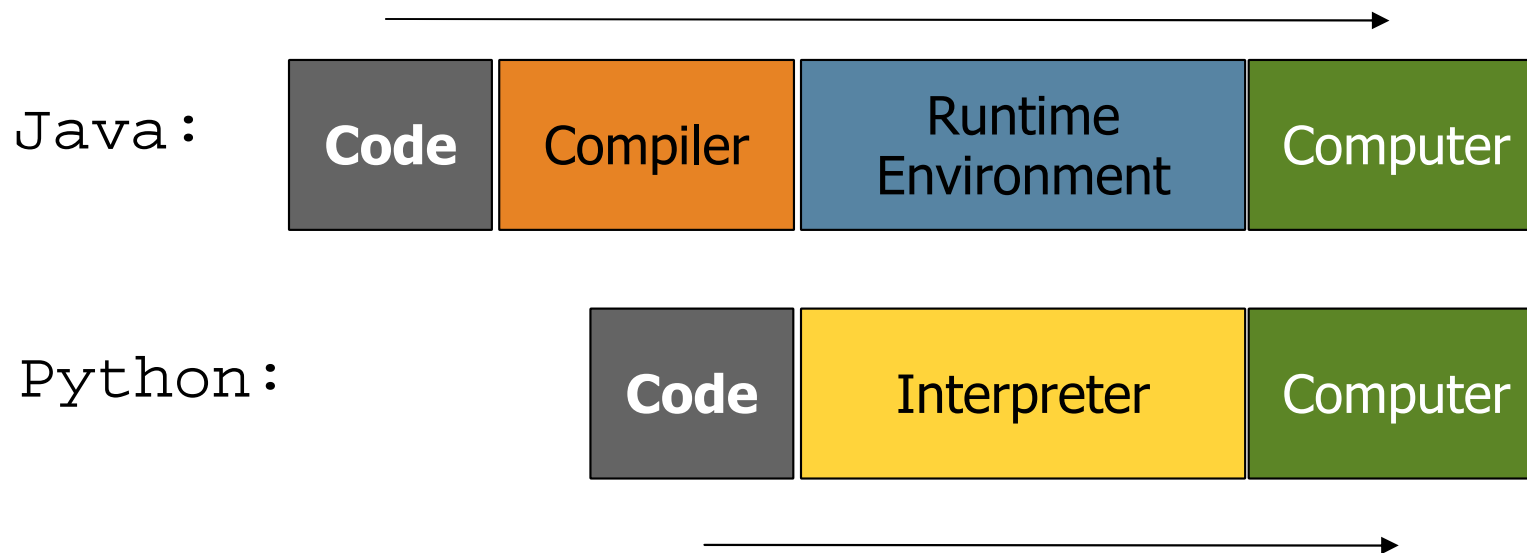 Java:
Code
Compiler
Runtime
Environment
Computer
Python:
Code
Interpreter
Computer